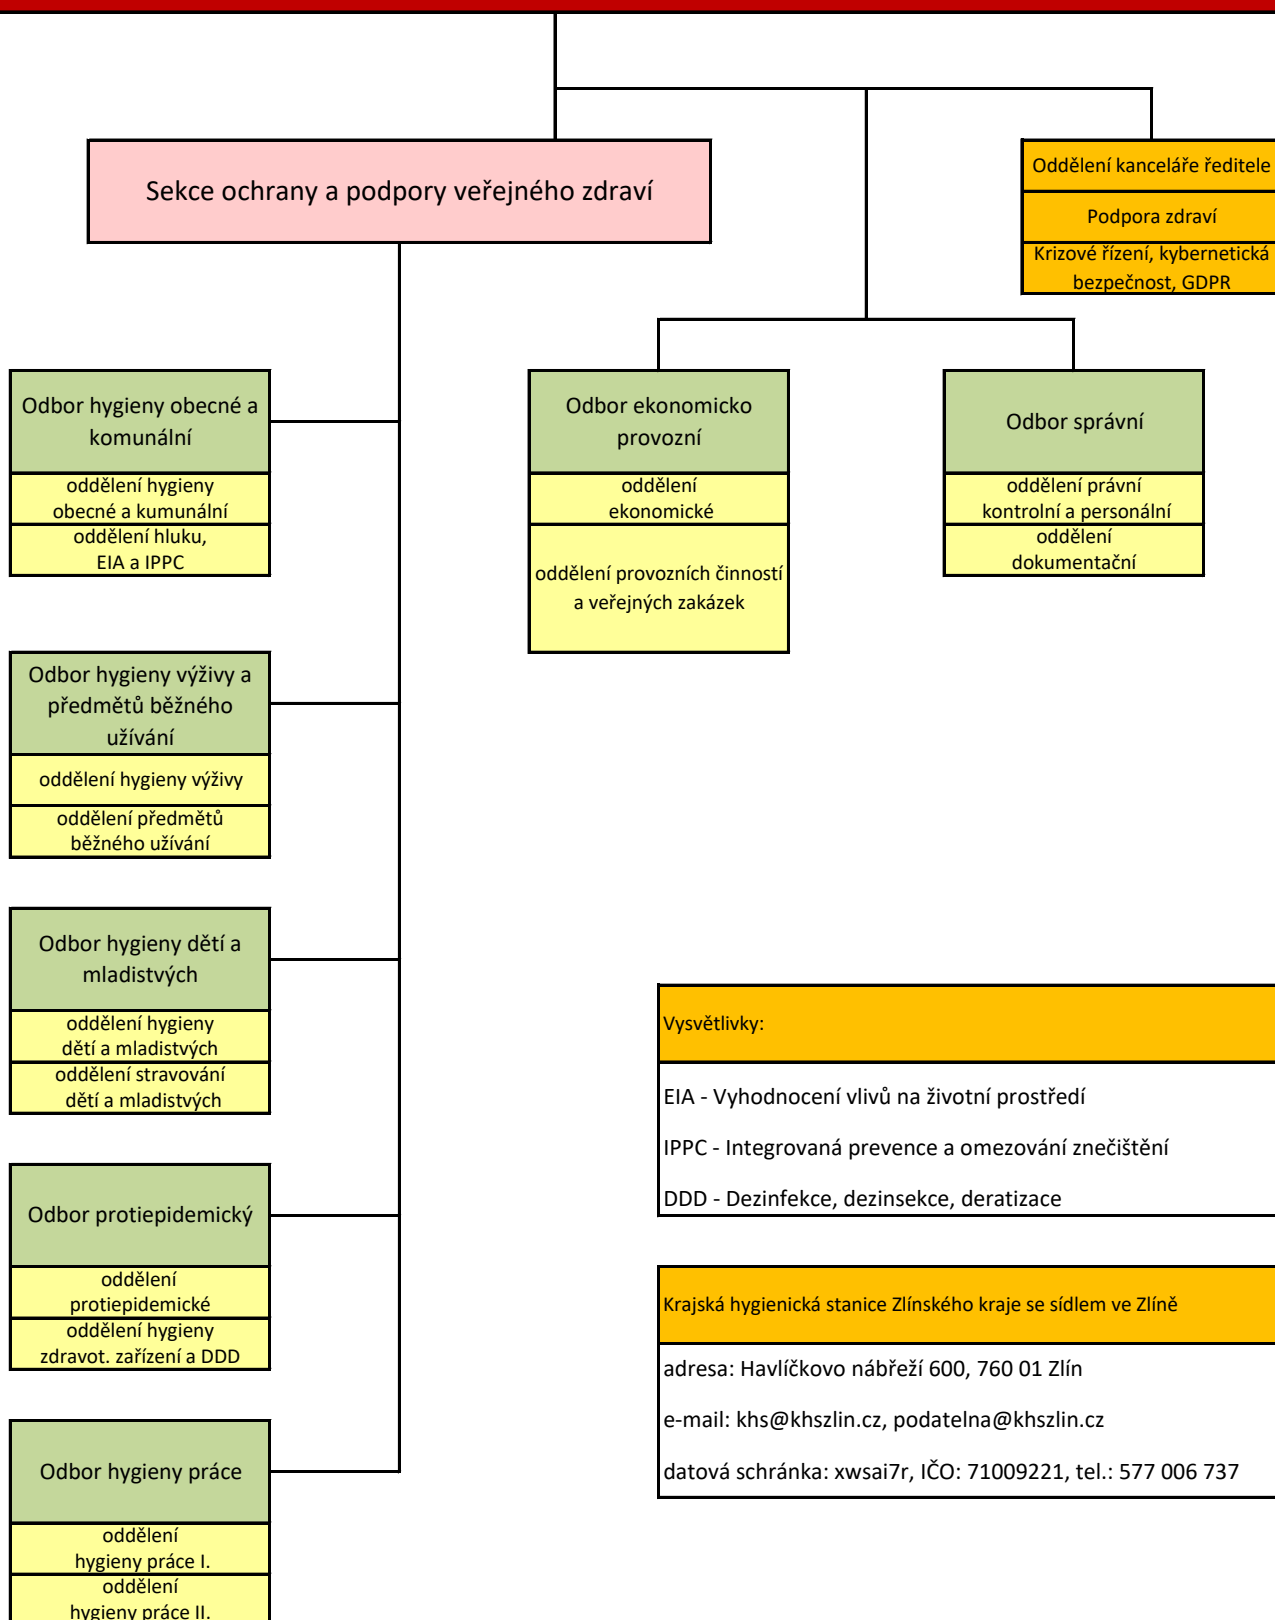 Sekce ochrany a podpory veřejného zdraví
Oddělení kanceláře ředitele
Podpora zdraví
Krizové řízení, kybernetická
bezpečnost, GDPR
Odbor hygieny obecné a
komunální
oddělení hygieny
obecné a kumunální
oddělení hluku,
EIA a IPPC
Odbor ekonomicko
provozní
oddělení
ekonomické
oddělení provozních činností
a veřejných zakázek
Odbor správní
oddělení právní
kontrolní a personální
oddělení
dokumentační
Odbor hygieny výživy a
předmětů běžného
užívání
oddělení hygieny výživy
oddělení předmětů
běžného užívání
Odbor hygieny dětí a
mladistvých
oddělení hygieny
dětí a mladistvých
oddělení stravování
dětí a mladistvých
Odbor protiepidemický
oddělení
protiepidemické
oddělení hygieny
zdravot. zařízení a DDD
Odbor hygieny práce
oddělení
hygieny práce I.
oddělení
hygieny práce II.
Vysvětlivky:
EIA - Vyhodnocení vlivů na životní prostředí
IPPC - Integrovaná prevence a omezování znečištění
DDD - Dezinfekce, dezinsekce, deratizace
Krajská hygienická stanice Zlínského kraje se sídlem ve Zlíně
adresa: Havlíčkovo nábřeží 600, 760 01 Zlín
e-mail: khs@khszlin.cz, podatelna@khszlin.cz
datová schránka: xwsai7r, IČO: 71009221, tel.: 577 006 737